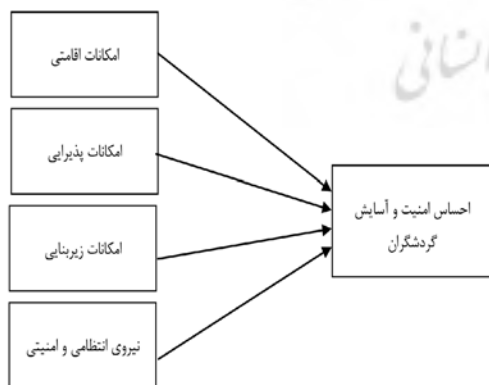 امکانات اقامتی
امکانات پذیرایی
احساس امنیت و آسایش
گردشگران
امکانات زیربنایی
نیروی انتظامی و امنیتی